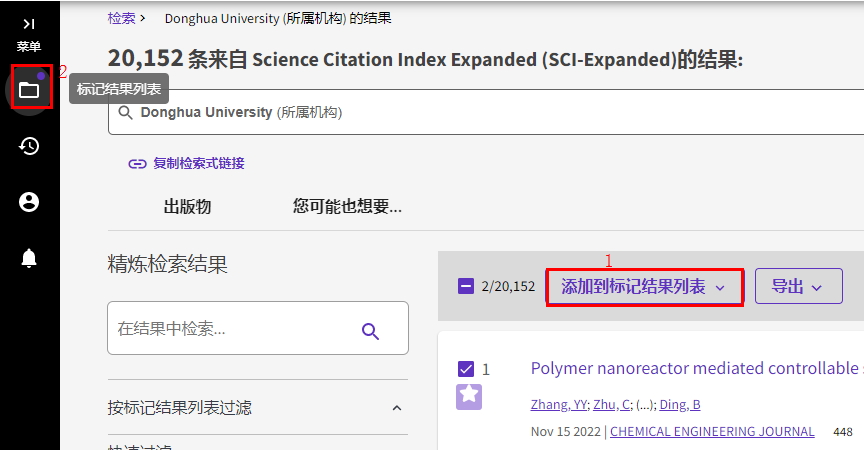 检索 > Donghua University (所属机构) 的结果
菜单
20,152 条来自 Science Citation Index Expanded (SCI-Expanded)的结果:
2
标记结果列表
Donghua University (所属机构)
复制检索式链接
出版物 您可能也想要...
精炼检索结果
1
2/20,152 添加到标记结果列表 导出
在结果中检索...
1 Polymer nanoreactor mediated controllable
Zhang, YY; Zhu, C; (...); Ding, B
按标记结果列表过滤
Nov 15 2022 | CHEMICAL ENGINEERING JOURNAL 448
快速过滤